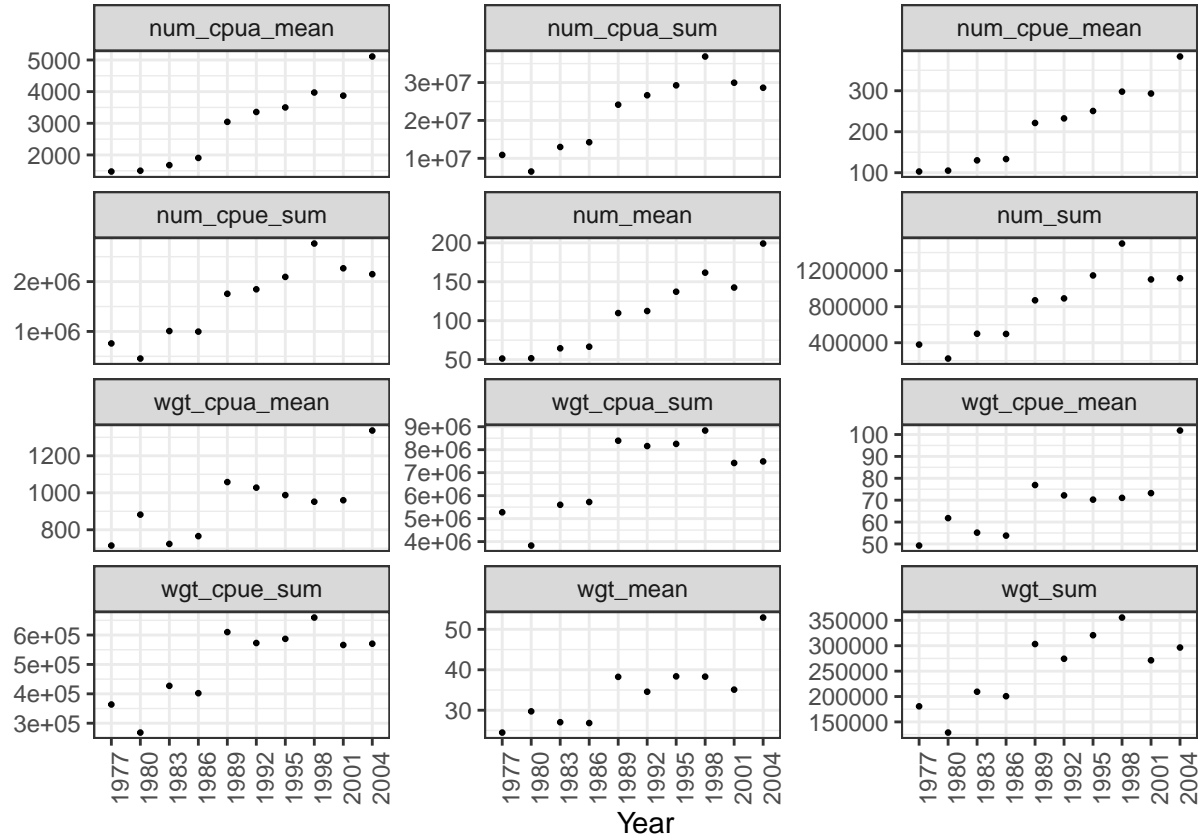 num_cpua_mean
5000
4000
3000
2000
num_cpua_sum
3e+07
2e+07
1e+07
num_cpue_mean
300
200
100
num_cpue_sum
2e+06
1e+06
num_mean
200
150
100
50
num_sum
1200000
800000
400000
wgt_cpua_mean
1200
1000
800
wgt_cpua_sum
9e+06
8e+06
7e+06
6e+06
5e+06
4e+06
wgt_cpue_mean
100
90
80
70
60
50
wgt_cpue_sum
6e+05
5e+05
4e+05
3e+05
wgt_mean
50
40
30
wgt_sum
350000
300000
250000
200000
150000
1977 1980 1983 1986 1989 1992 1995 1998 2001 2004
1977 1980 1983 1986 1989 1992 1995 1998 2001 2004
1977 1980 1983 1986 1989 1992 1995 1998 2001 2004
Year